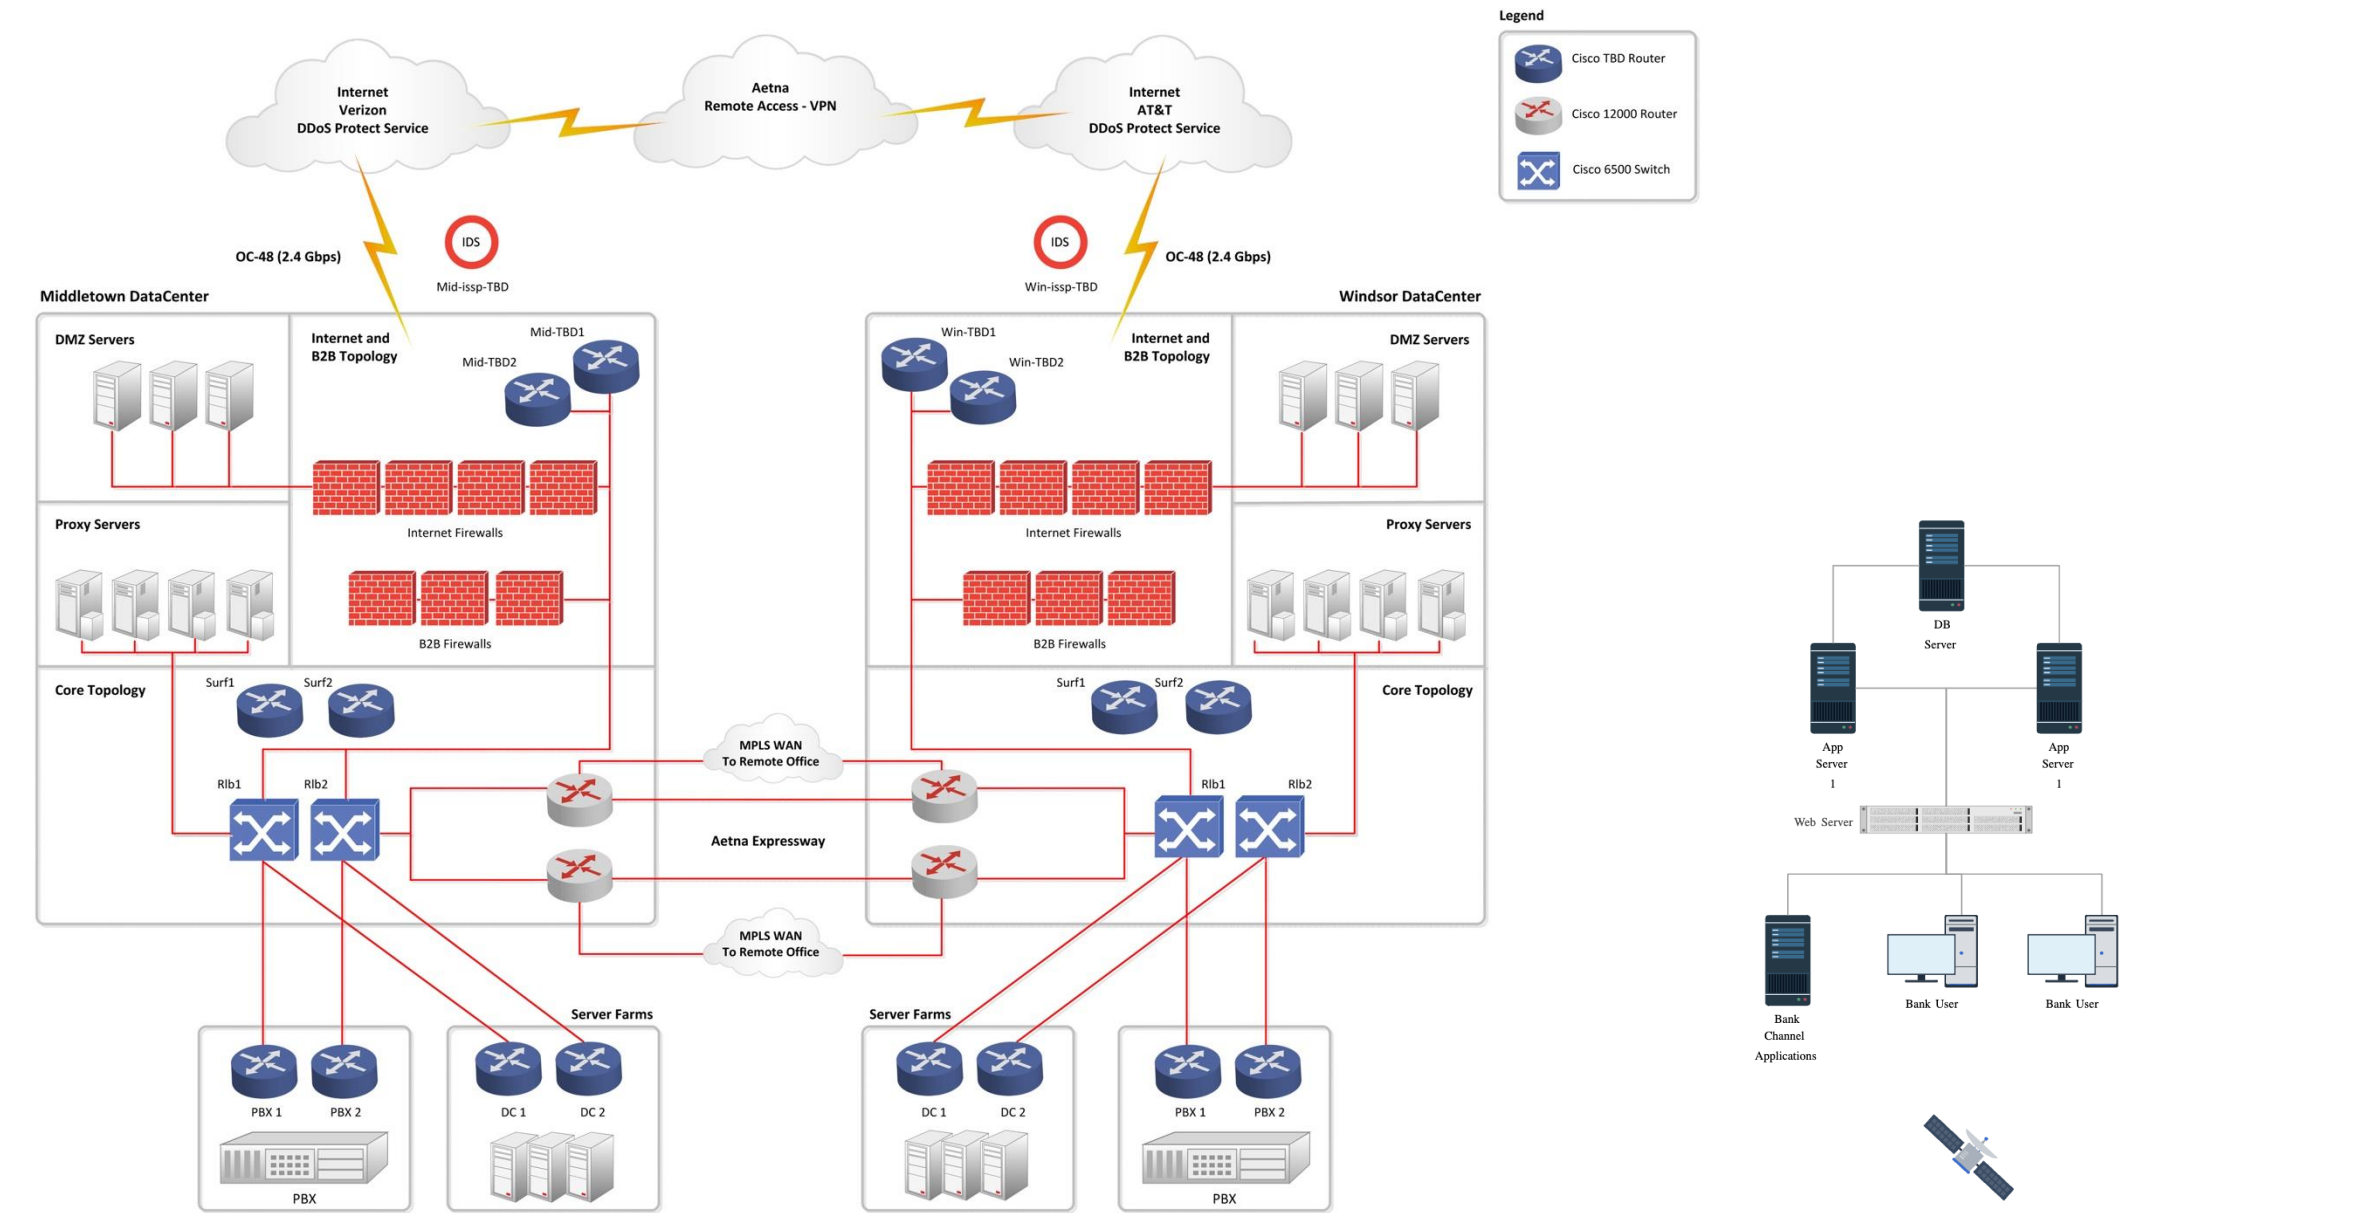 Legend
Cisco TBD Router
Cisco 12000 Router
Cisco 6500 Switch
Internet
Verizon
DDoS Protect Service
Aetna
Remote Access - VPN
Internet
AT&T
DDoS Protect Service
OC-48 (2.4 Gbps)
IDS
Mid-issp-TBD
IDS
Win-issp-TBD
OC-48 (2.4 Gbps)
Middletown DataCenter
DMZ Servers
Internet and
B2B Topology
Mid-TBD1
Mid-TBD2
Internet Firewalls
Proxy Servers
B2B Firewalls
Core Topology
Surf1
Surf2
Rlb1
Rlb2
MPLS WAN
To Remote Office
Aetna Expressway
MPLS WAN
To Remote Office
Windsor DataCenter
Win-TBD1
Win-TBD2
Internet and
B2B Topology
DMZ Servers
Internet Firewalls
Proxy Servers
B2B Firewalls
Surf1
Surf2
Core Topology
Rlb1
Rlb2
PBX 1
PBX 2
PBX
Server Farms
DC 1
DC 2
Server Farms
DC 1
DC 2
PBX 1
PBX 2
PBX
DB
Server
App
Server
1
App
Server
1
Web Server
Bank
Channel
Applications
Bank User
Bank User